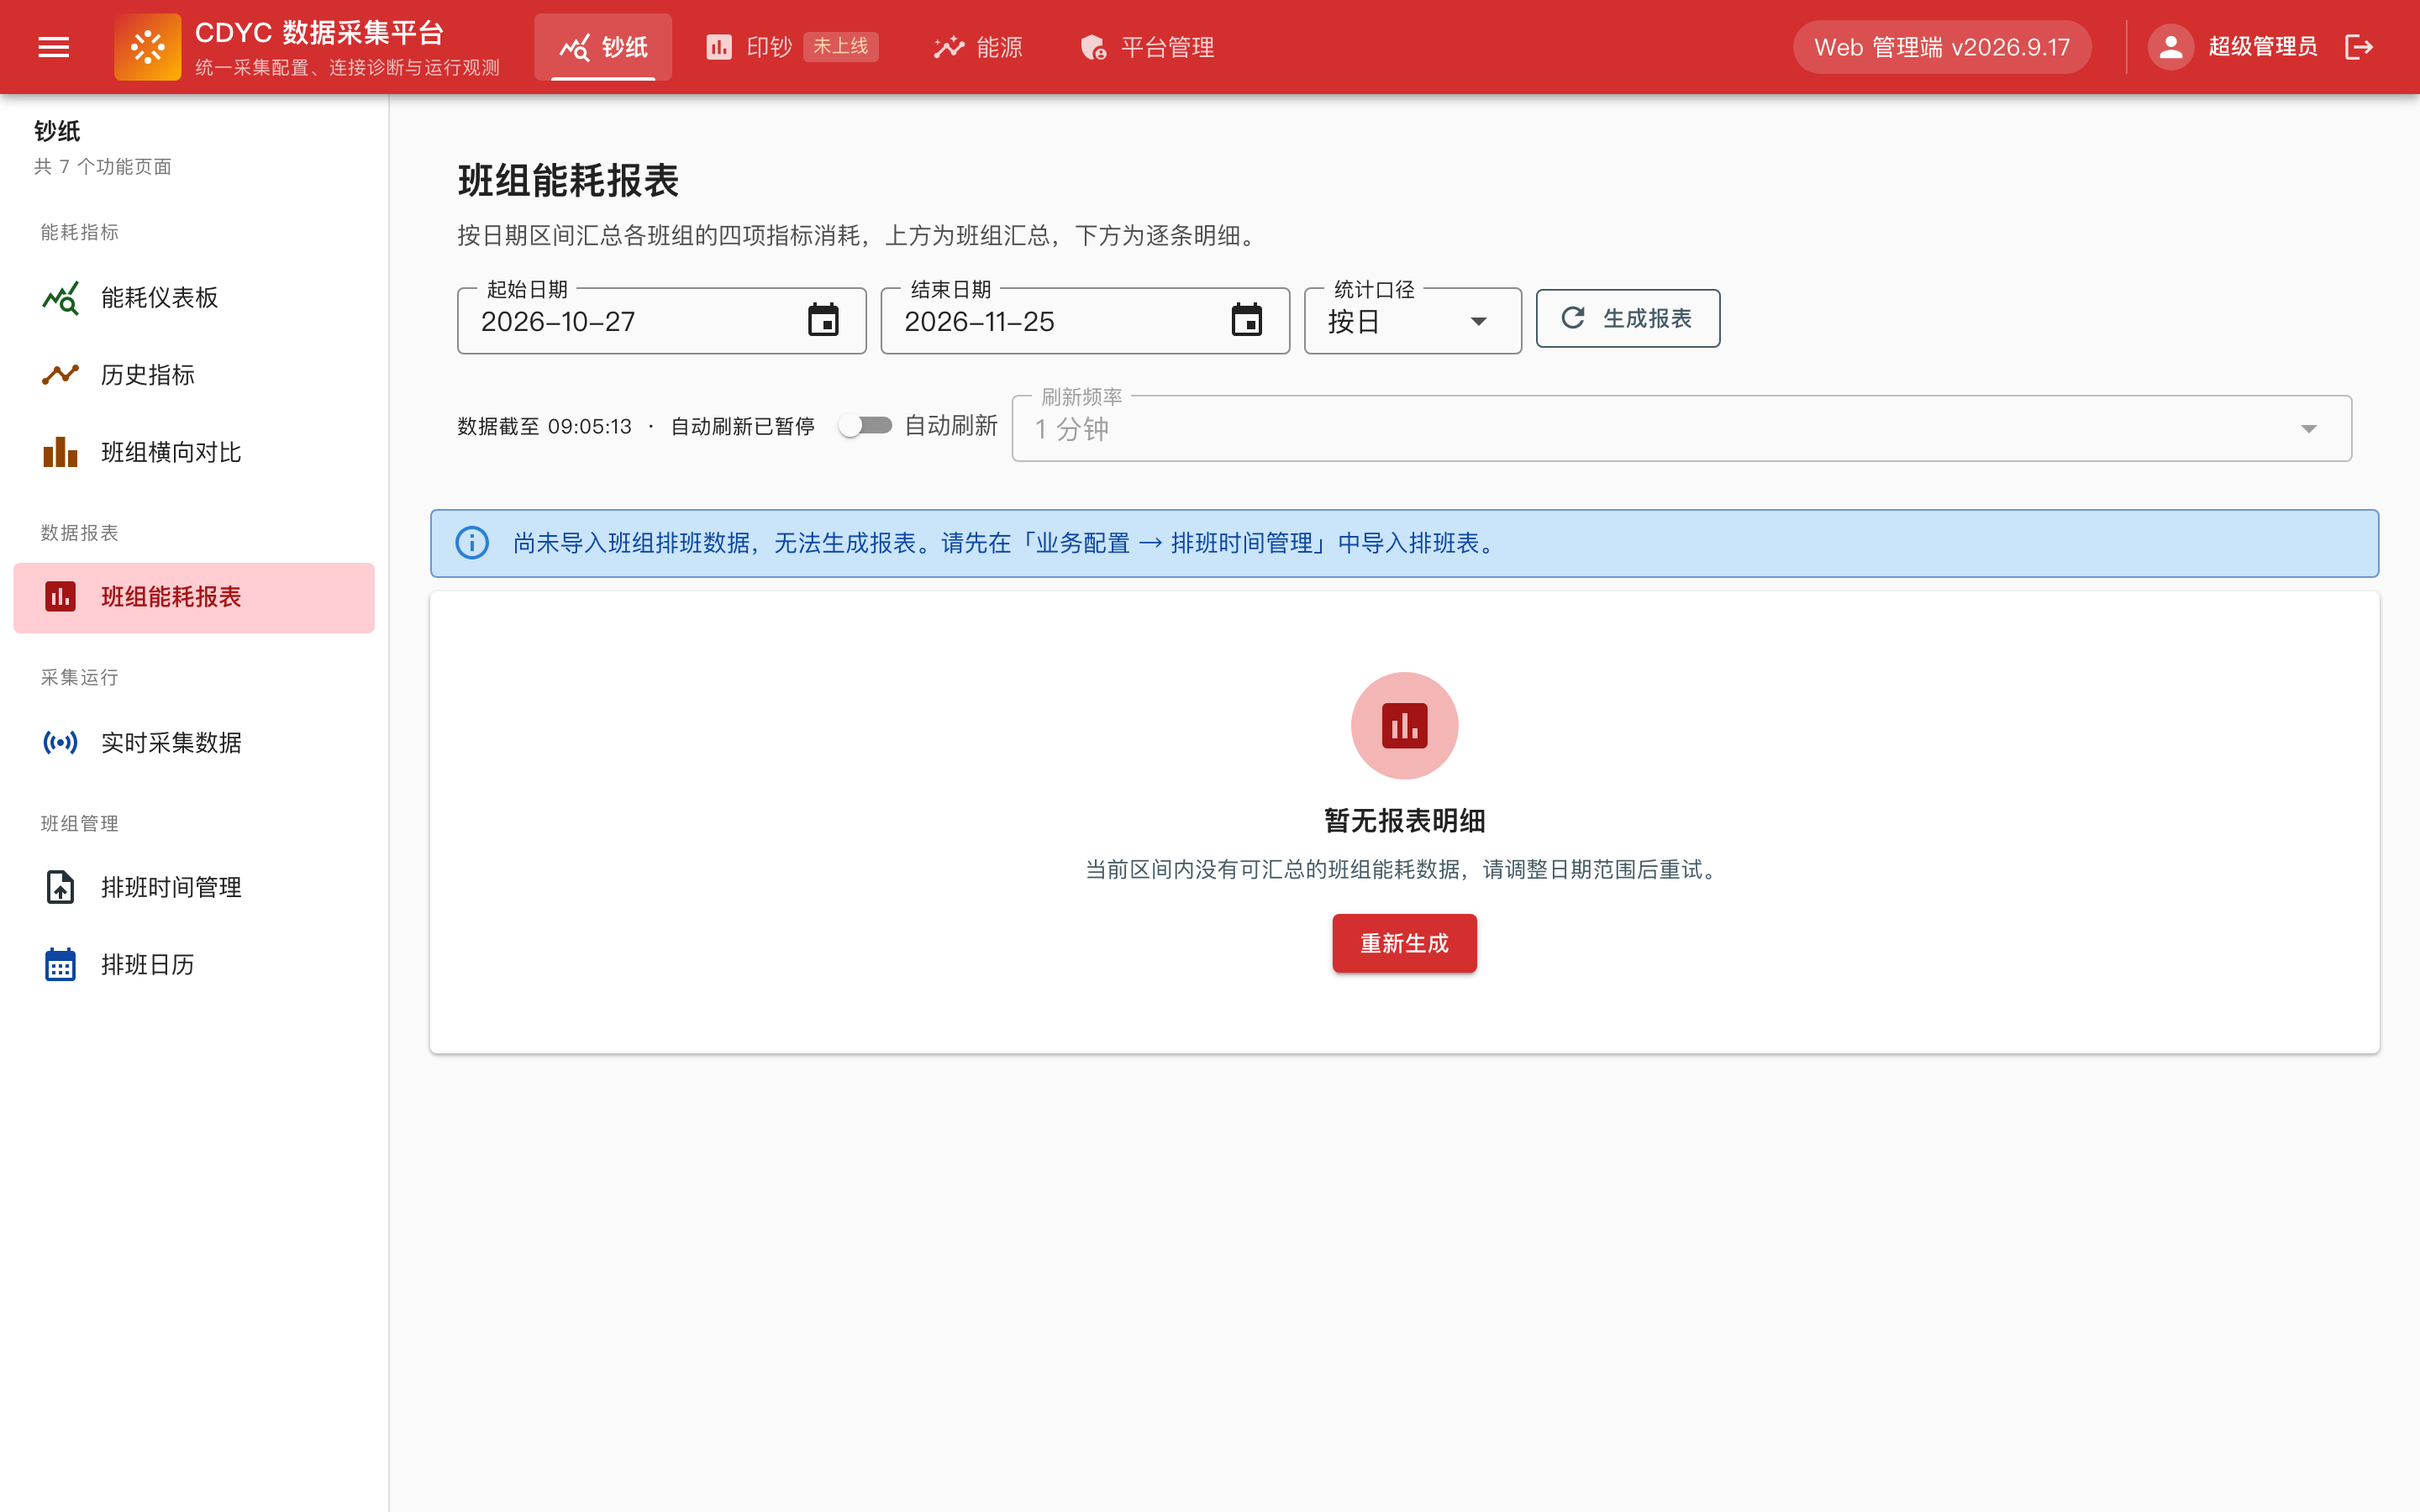 CDYC 数据采集平台
统一采集配置、连接诊断与运行观测
钞纸
印钞 未上线
能源
平台管理
Web 管理端 v2026.9.17
超级管理员
钞纸
共 7 个功能页面
能耗指标
能耗仪表板
历史指标
班组横向对比
数据报表
班组能耗报表
采集运行
实时采集数据
班组管理
排班时间管理
排班日历
班组能耗报表
按日期区间汇总各班组的四项指标消耗，上方为班组汇总，下方为逐条明细。
起始日期
2026-10-27
结束日期
2026-11-25
统计口径
按日
生成报表
数据截至 09:05:13 · 自动刷新已暂停
自动刷新
刷新频率
1 分钟
尚未导入班组排班数据，无法生成报表。请先在「业务配置 → 排班时间管理」中导入排班表。
暂无报表明细
当前区间内没有可汇总的班组能耗数据，请调整日期范围后重试。
重新生成